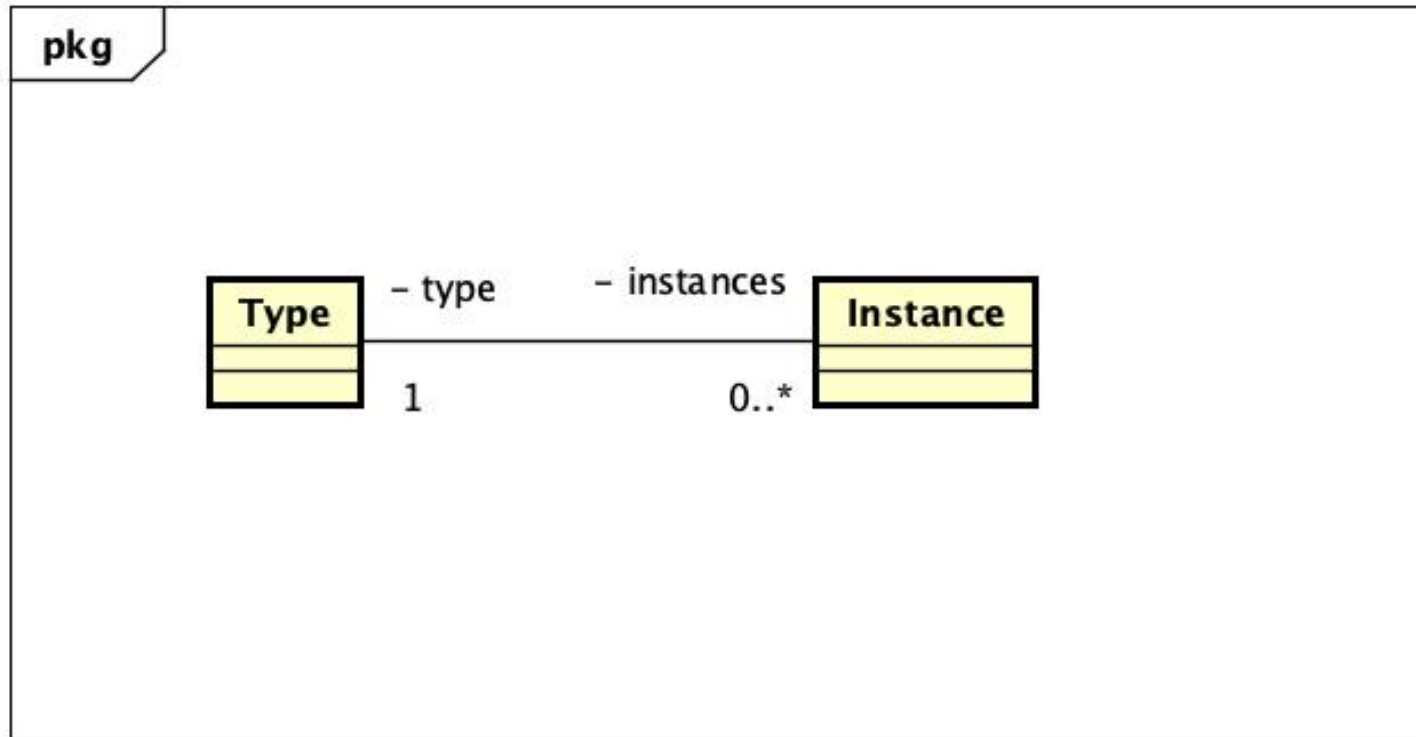 pkg
– type
– instances
Type
Instance
1
0..*